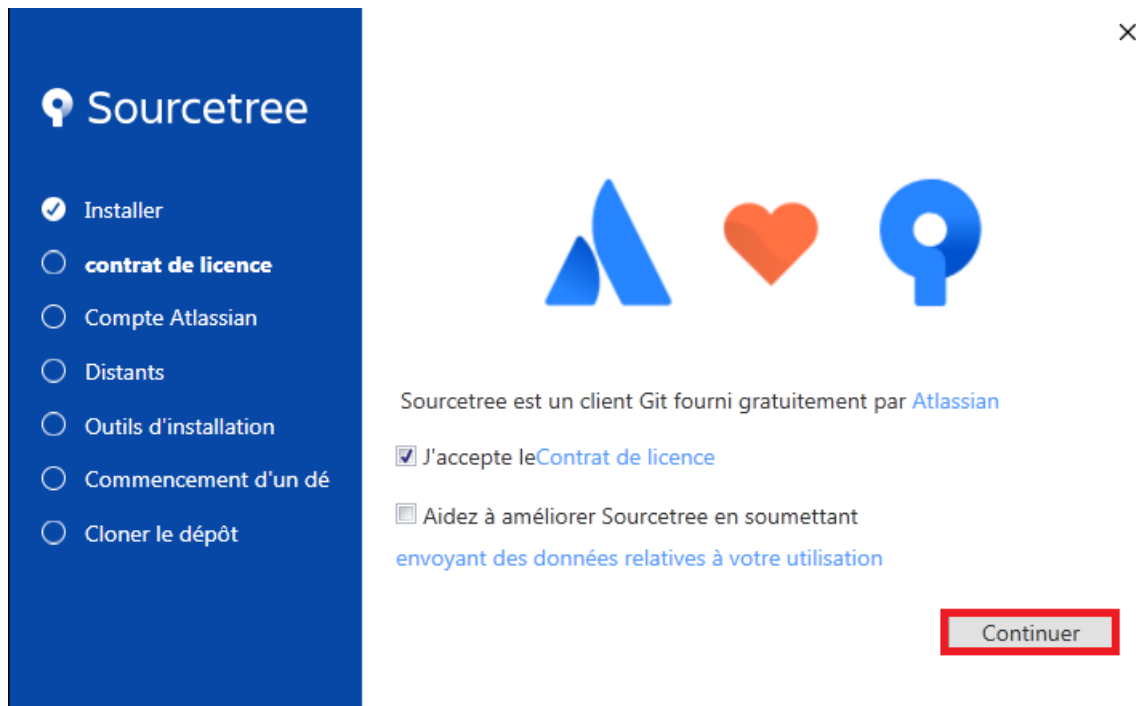 Sourcetree
Installer
contrat de licence
Compte Atlassian
Distants
Outils d'installation
Commencement d'un dé
Cloner le dépôt
Sourcetree est un client Git fourni gratuitement par Atlassian
J'accepte leContrat de licence
Aidez à améliorer Sourcetree en soumettant
envoyant des données relatives à votre utilisation
Continuer